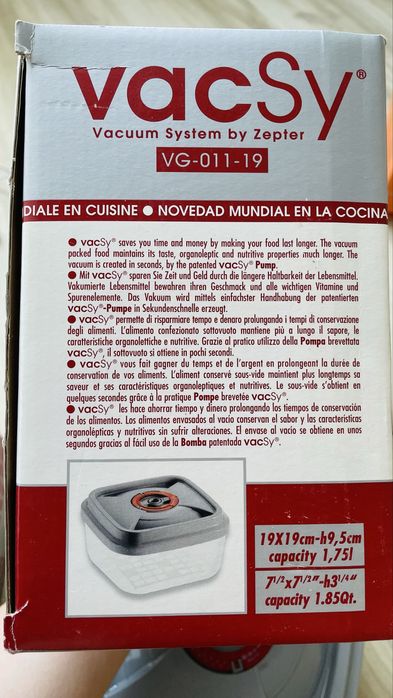 vacSy®
Vacuum System by Zepter
VG-011-19
DIALE EN CUISINE ● NOVEDAD MUNDIAL EN LA COCINA
● vacSy® saves you time and money by making your food last longer. The vacuum
packed food maintains its taste, organoleptic and nutritive properties much longer. The
vacuum is created in seconds, by the patented vacSy® Pump.
● Mit vacSy® sparen Sie Zeit und Geld durch die längere Haltbarkeit der Lebensmittel.
Vakumierte Lebensmittel bewahren ihren Geschmack und alle wichtigen Vitamine und
Spurenelemente. Das Vakuum wird mittels einfachster Handhabung der patentierten
vacSy®-Pumpe in Sekundenschnelle erzeugt.
● vacSy® permette di risparmiare tempo e denaro prolungando i tempi di conservazione
degli alimenti. L'alimento confezionato sottovuoto mantiene più a lungo il sapore, le
caratteristiche organolettiche e nutritive. Grazie al pratico utilizzo della Pompa brevettata
vacSy®, il sottovuoto si ottiene in pochi secondi.
● vacSy® vous fait gagner du temps et de l'argent en prolongeant la durée de
conservation de vos aliments. L'aliment conservé sous-vide maintient plus longtemps sa
saveur et ses caractéristiques organoleptiques et nutritives. Le sous-vide s'obtient en
quelques secondes grâce à la pratique Pompe brevetée vacSy®.
● vacSy® les hace ahorrar tiempo y dinero prolongando los tiempos de conservación
de los alimentos. Los alimentos envasados al vacio conservan el sabor y las características
organolépticas y nutritivas sin sufrir alteraciones. El envase al vacio se obtiene en unos
segundos gracias al fácil uso de la Bomba patentada vacSy®.
19X19cm-h9,5cm
capacity 1,75l
7 1/2x7 1/2"-h3 1/4"
capacity 1.85Qt.